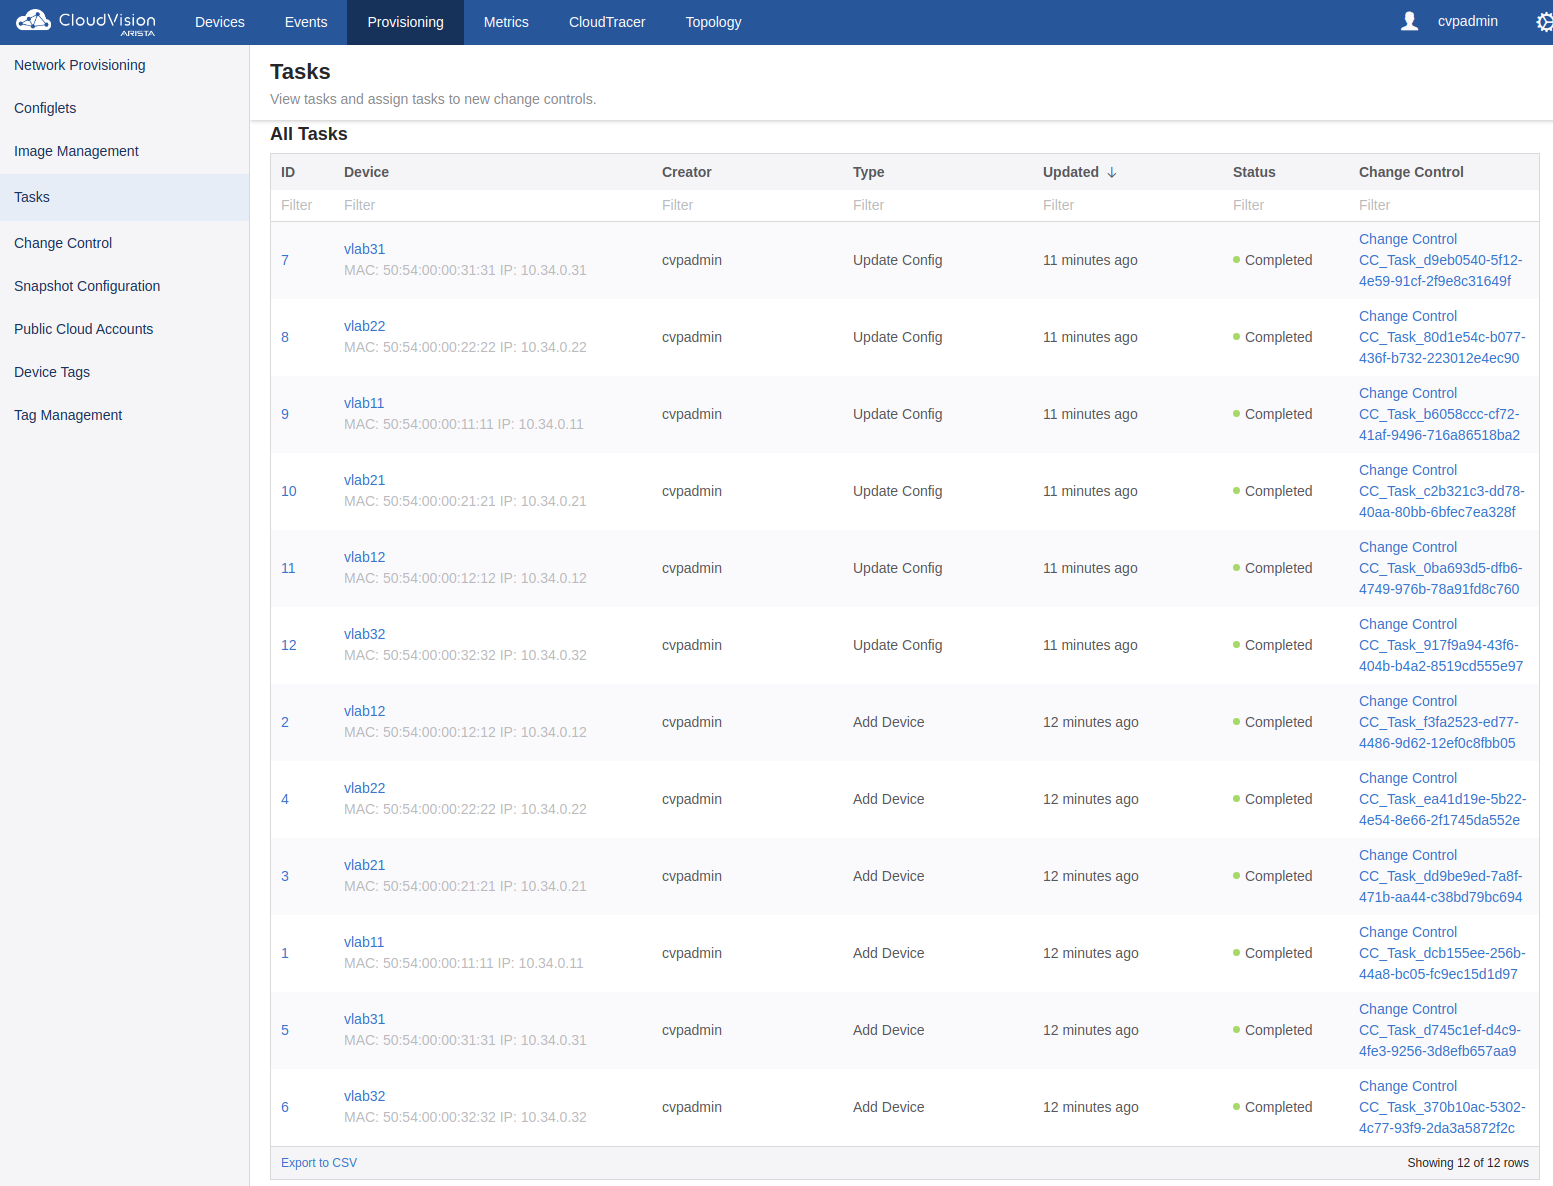 CloudVision
ARISTA
Devices
Events
Provisioning
Metrics
CloudTracer
Topology
cvpadmin
Network Provisioning
Configlets
Image Management
Tasks
Change Control
Snapshot Configuration
Public Cloud Accounts
Device Tags
Tag Management
Tasks
View tasks and assign tasks to new change controls.
All Tasks
ID Device Creator Type Updated ↓ Status Change Control
Filter Filter Filter Filter Filter Filter Filter
7
vlab31
MAC: 50:54:00:00:31:31 IP: 10.34.0.31
cvpadmin
Update Config
11 minutes ago
Completed
Change Control
CC_Task_d9eb0540-5f12-
4e59-91cf-2f9e8c31649f
8
vlab22
MAC: 50:54:00:00:22:22 IP: 10.34.0.22
cvpadmin
Update Config
11 minutes ago
Completed
Change Control
CC_Task_80d1e54c-b077-
436f-b732-223012e4ec90
9
vlab11
MAC: 50:54:00:00:11:11 IP: 10.34.0.11
cvpadmin
Update Config
11 minutes ago
Completed
Change Control
CC_Task_b6058ccc-cf72-
41af-9496-716a86518ba2
10
vlab21
MAC: 50:54:00:00:21:21 IP: 10.34.0.21
cvpadmin
Update Config
11 minutes ago
Completed
Change Control
CC_Task_c2b321c3-dd78-
40aa-80bb-6bfec7ea328f
11
vlab12
MAC: 50:54:00:00:12:12 IP: 10.34.0.12
cvpadmin
Update Config
11 minutes ago
Completed
Change Control
CC_Task_0ba693d5-dfb6-
4749-976b-78a91fd8c760
12
vlab32
MAC: 50:54:00:00:32:32 IP: 10.34.0.32
cvpadmin
Update Config
11 minutes ago
Completed
Change Control
CC_Task_917f9a94-43f6-
404b-b4a2-8519cd555e97
2
vlab12
MAC: 50:54:00:00:12:12 IP: 10.34.0.12
cvpadmin
Add Device
12 minutes ago
Completed
Change Control
CC_Task_f3fa2523-ed77-
4486-9d62-12ef0c8fbb05
4
vlab22
MAC: 50:54:00:00:22:22 IP: 10.34.0.22
cvpadmin
Add Device
12 minutes ago
Completed
Change Control
CC_Task_ea41d19e-5b22-
4e54-8e66-2f1745da552e
3
vlab21
MAC: 50:54:00:00:21:21 IP: 10.34.0.21
cvpadmin
Add Device
12 minutes ago
Completed
Change Control
CC_Task_dd9be9ed-7a8f-
471b-aa44-c38bd79bc694
1
vlab11
MAC: 50:54:00:00:11:11 IP: 10.34.0.11
cvpadmin
Add Device
12 minutes ago
Completed
Change Control
CC_Task_dcb155ee-256b-
44a8-bc05-fc9ec15d1d97
5
vlab31
MAC: 50:54:00:00:31:31 IP: 10.34.0.31
cvpadmin
Add Device
12 minutes ago
Completed
Change Control
CC_Task_d745c1ef-d4c9-
4fe3-9256-3d8efb657aa9
6
vlab32
MAC: 50:54:00:00:32:32 IP: 10.34.0.32
cvpadmin
Add Device
12 minutes ago
Completed
Change Control
CC_Task_370b10ac-5302-
4c77-93f9-2da3a5872f2c
Export to CSV
Showing 12 of 12 rows